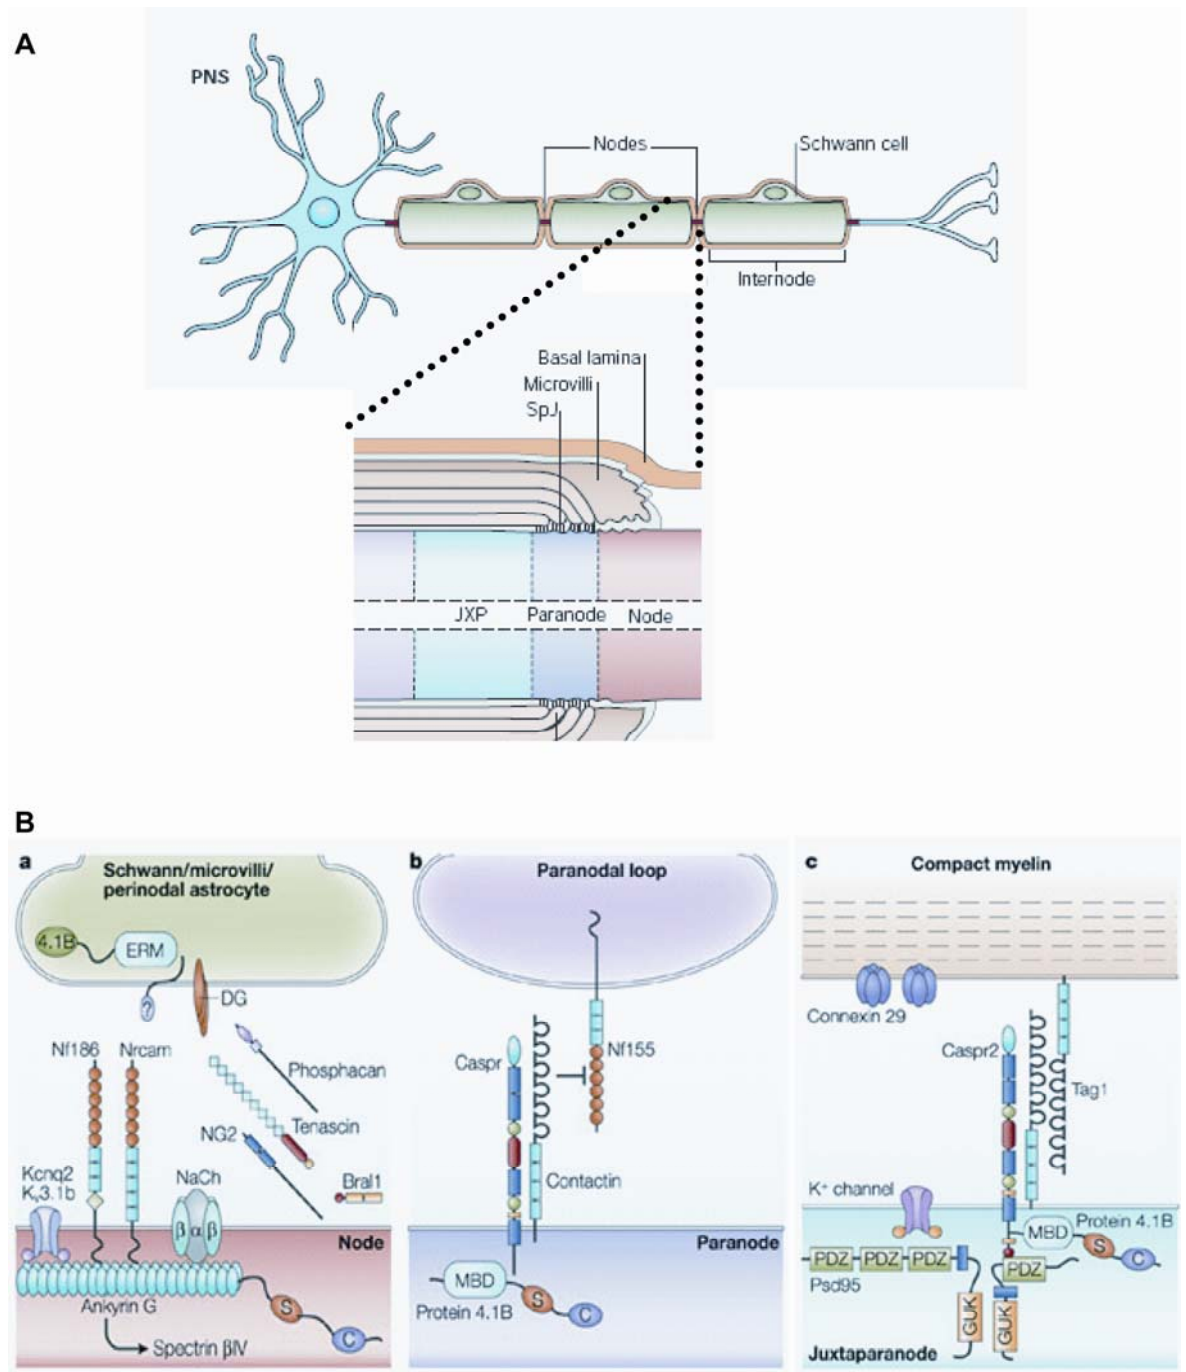 A
PNS
Nodes
Schwann cell
Internode
Basal lamina
Microvilli
SpJ
JXP
Paranode
Node
B
a
Schwann/microvilli/
perinodal astrocyte
4.1B
ERM
?
DG
Nf186
Nrcam
Phosphacan
Tenascin
NG2
Bral1
Kcnq2
Kv3.1b
NaCh
β α β
Node
Ankyrin G
S
C
Spectrin βIV
b
Paranodal loop
Caspr
Nf155
Contactin
Paranode
MBD
Protein 4.1B
S
C
c
Compact myelin
Connexin 29
Caspr2
Tag1
K⁺ channel
MBD
Protein 4.1B
S
C
PDZ PDZ PDZ
PDZ
Psd95
GUK
GUK
Juxtaparanode